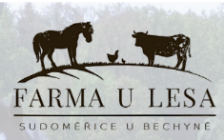 FARMA U LESA
SUDOMĚŘICE U BECHYNĚ